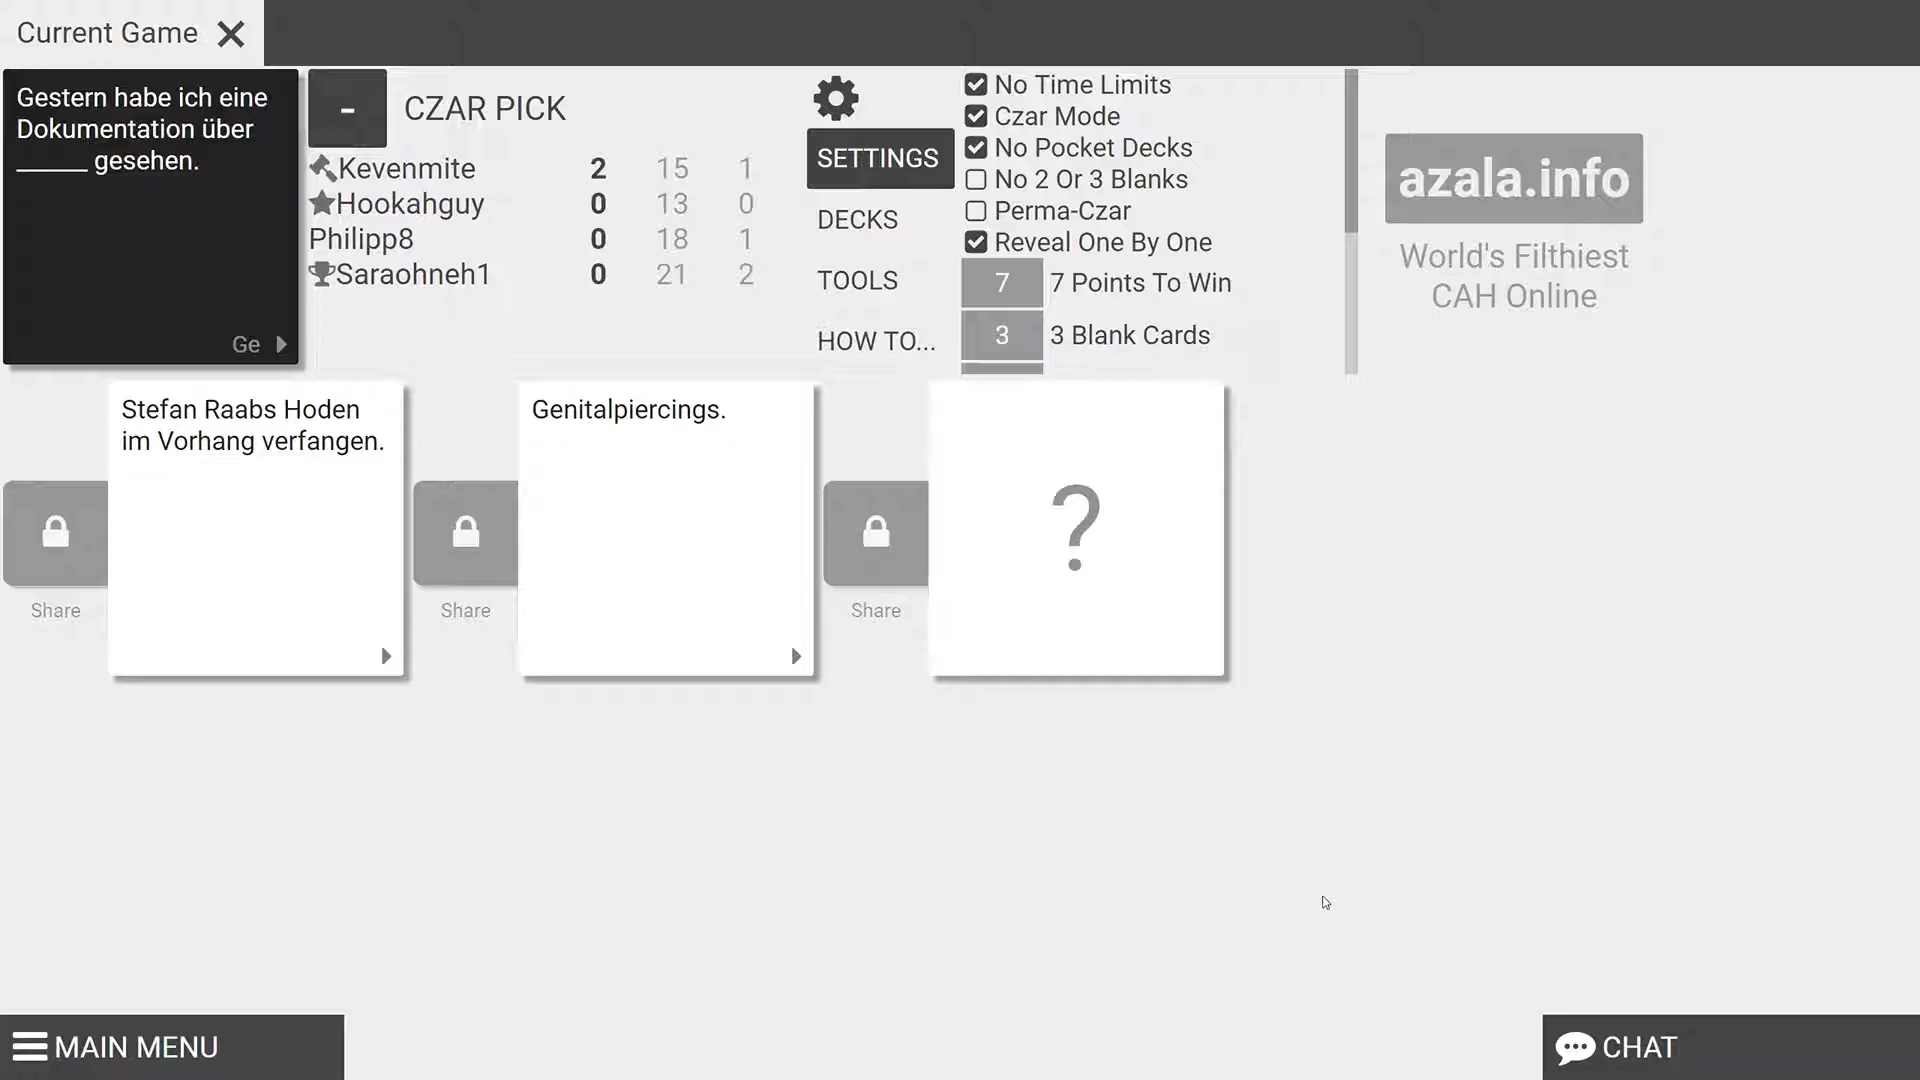 Current Game
Gestern habe ich eine
Dokumentation über
_____ gesehen.
Ge
-
CZAR PICK
Kevenmite 2 15 1
Hookahguy 0 13 0
Philipp8 0 18 1
Saraohneh1 0 21 2
SETTINGS
DECKS
TOOLS
HOW TO...
No Time Limits
Czar Mode
No Pocket Decks
No 2 Or 3 Blanks
Perma-Czar
Reveal One By One
7 7 Points To Win
3 3 Blank Cards
azala.info
World's Filthiest
CAH Online
Share
Stefan Raabs Hoden
im Vorhang verfangen.
Share
Genitalpiercings.
Share
?
MAIN MENU
CHAT